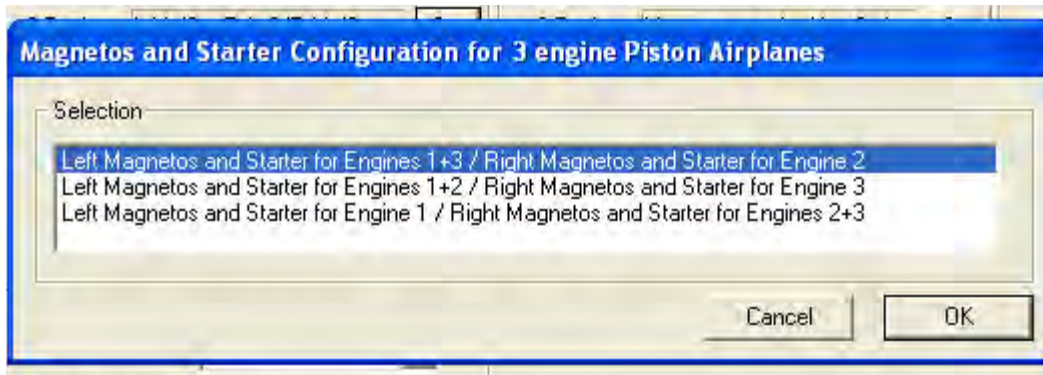 Magnetos and Starter Configuration for 3 engine Piston Airplanes
Selection
Left Magnetos and Starter for Engines 1+3 / Right Magnetos and Starter for Engine 2
Left Magnetos and Starter for Engines 1+2 / Right Magnetos and Starter for Engine 3
Left Magnetos and Starter for Engine 1 / Right Magnetos and Starter for Engines 2+3
Cancel OK